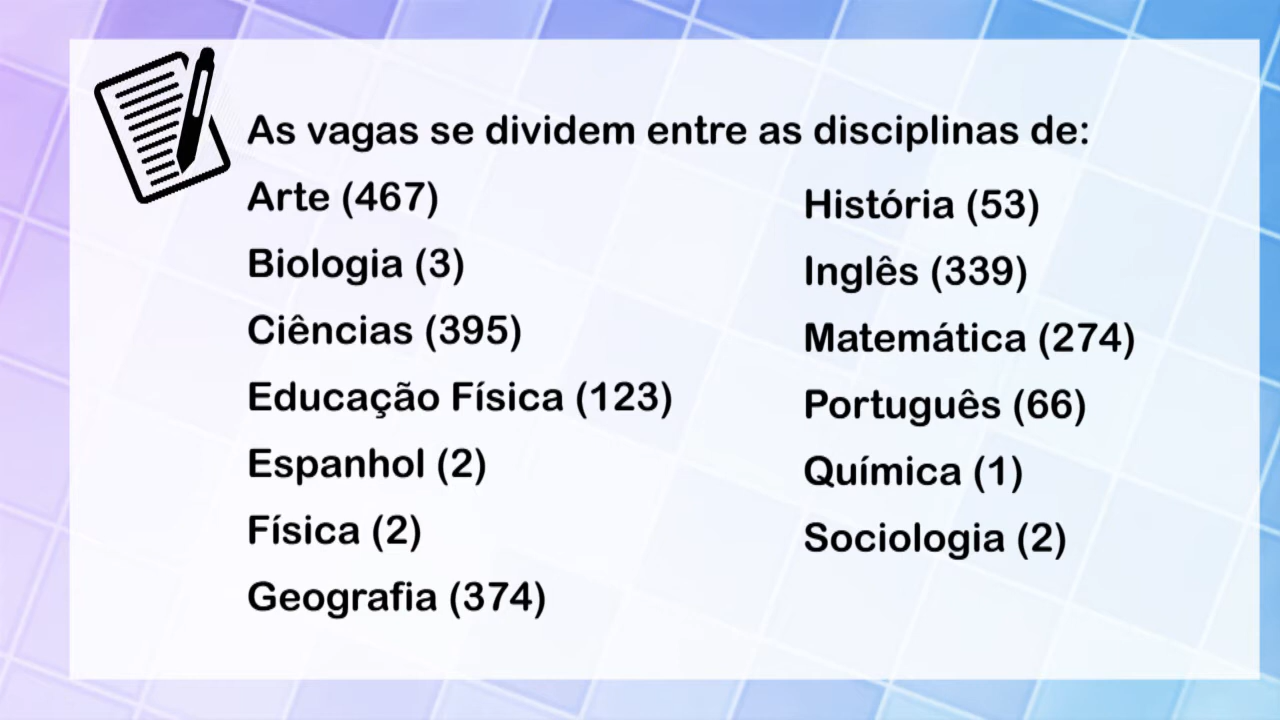 As vagas se dividem entre as disciplinas de:
Arte (467)
Biologia (3)
Ciências (395)
Educação Física (123)
Espanhol (2)
Física (2)
Geografia (374)
História (53)
Inglês (339)
Matemática (274)
Português (66)
Química (1)
Sociologia (2)